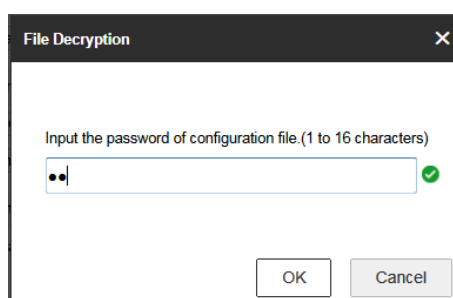 File Decryption
Input the password of configuration file.(1 to 16 characters)
••
OK
Cancel